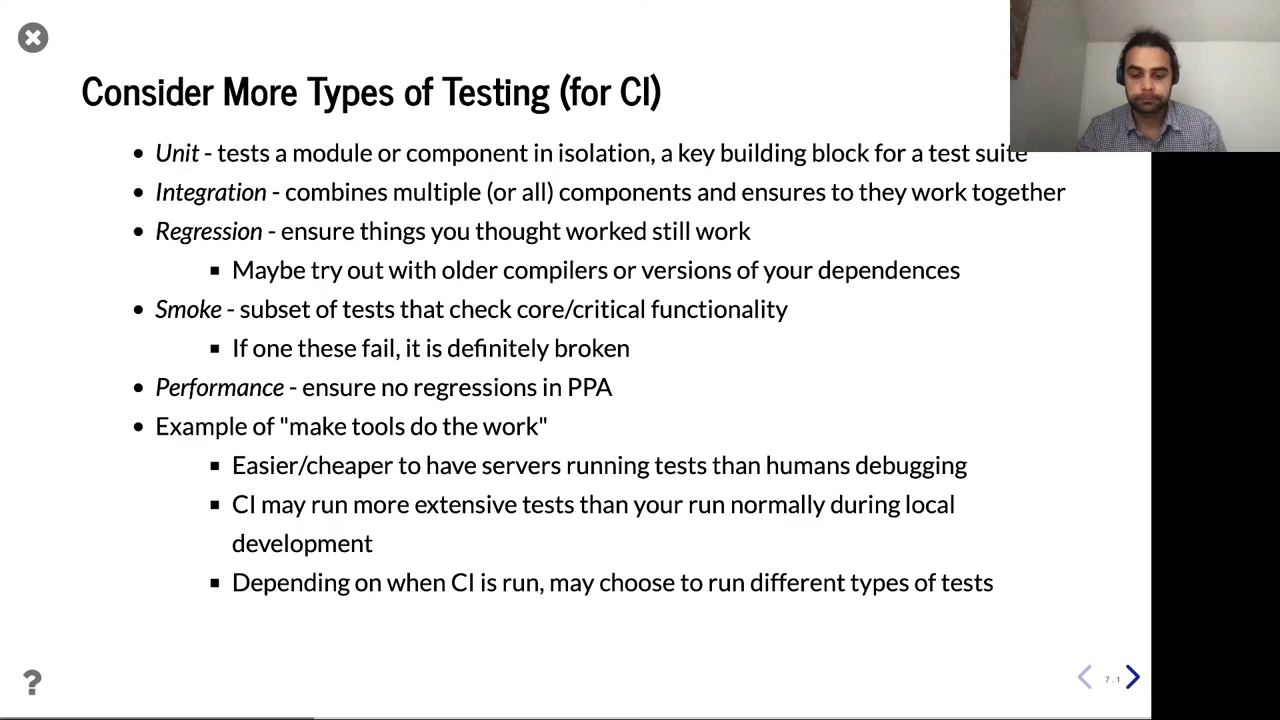 Consider More Types of Testing (for CI)
Unit - tests a module or component in isolation, a key building block for a test suite
Integration - combines multiple (or all) components and ensures to they work together
Regression - ensure things you thought worked still work
Maybe try out with older compilers or versions of your dependences
Smoke - subset of tests that check core/critical functionality
If one these fail, it is definitely broken
Performance - ensure no regressions in PPA
Example of "make tools do the work"
Easier/cheaper to have servers running tests than humans debugging
CI may run more extensive tests than your run normally during local
development
Depending on when CI is run, may choose to run different types of tests
?
7.1